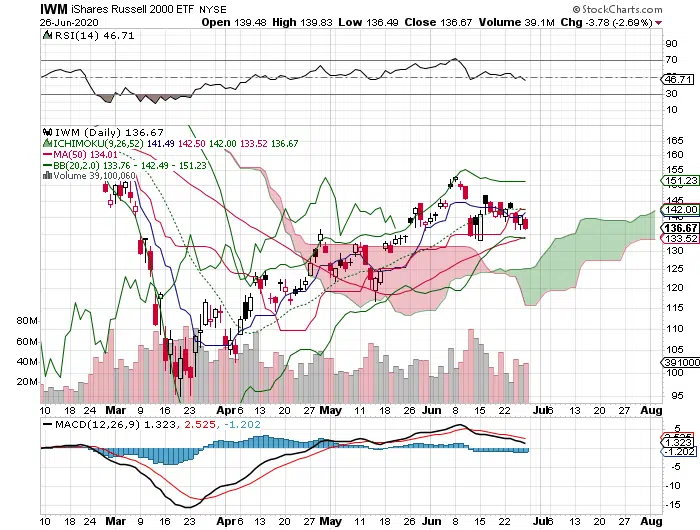 IWM iShares Russell 2000 ETF NYSE © StockCharts.com
26-Jun-2020 Open 139.48 High 139.83 Low 136.49 Close 136.67 Volume 39.1M Chg -3.78 (-2.69%)
RSI(14) 46.71
90
70
50
46.71
30
10
IWM (Daily) 136.67
ICHIMOKU(9,26,52) 141.49 142.50 142.00 133.52 136.67
MA(50) 134.01
BB(20,2.0) 133.76 - 142.49 - 151.23
Volume 39,100,060
165
160
155
151.23
145
142.00
140
136.67
133.52
130
125
120
115
110
105
100
95
80M
60M
40M
20M
391000
10 18 24 Mar 9 16 23 Apr 6 13 20 27 May 11 18 26 Jun 8 15 22 Jul 6 13 20 27 Aug
MACD(12,26,9) 1.323, 2.525, -1.202
5
2.525
1.323
-1.202
-5
-10
-15
10 18 24 Mar 9 16 23 Apr 6 13 20 27 May 11 18 26 Jun 8 15 22 Jul 6 13 20 27 Aug